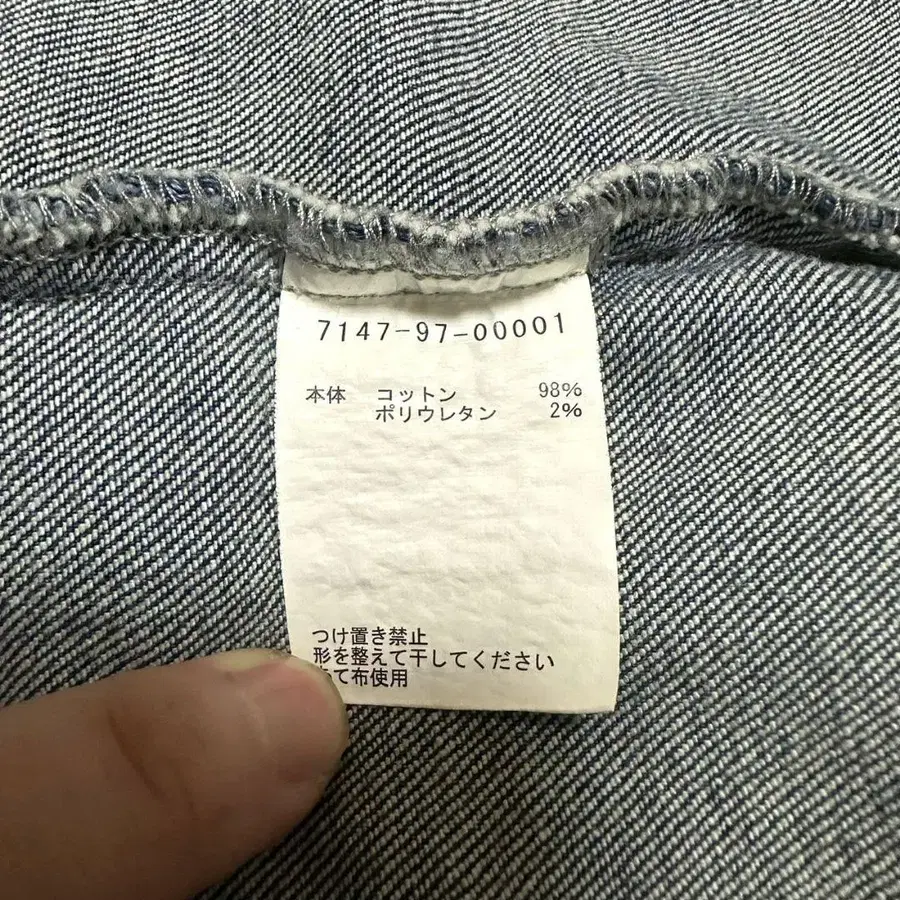 7147-97-00001
本体 コットン 98%
ポリウレタン 2%
つけ置き禁止
形を整えて干してください
て布使用